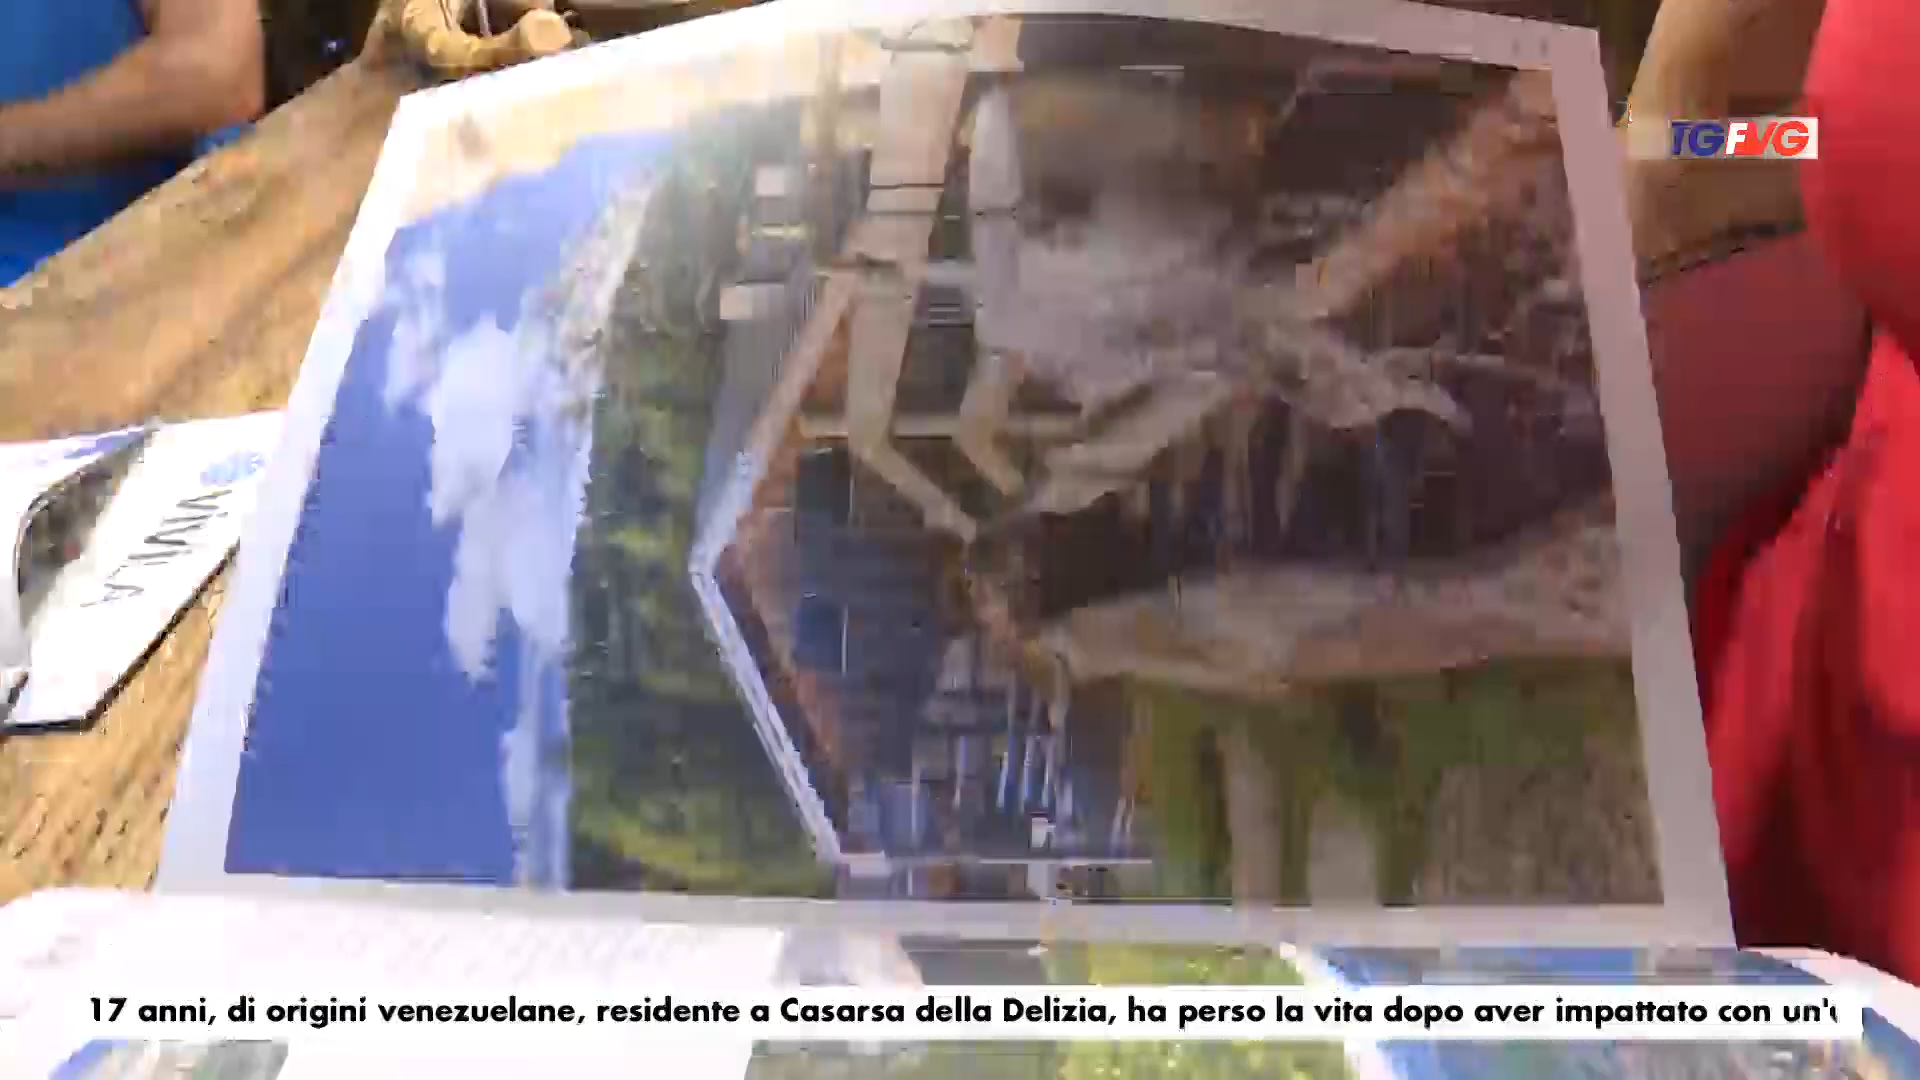 TGFVG
17 anni, di origini venezuelane, residente a Casarsa della Delizia, ha perso la vita dopo aver impattato con un'